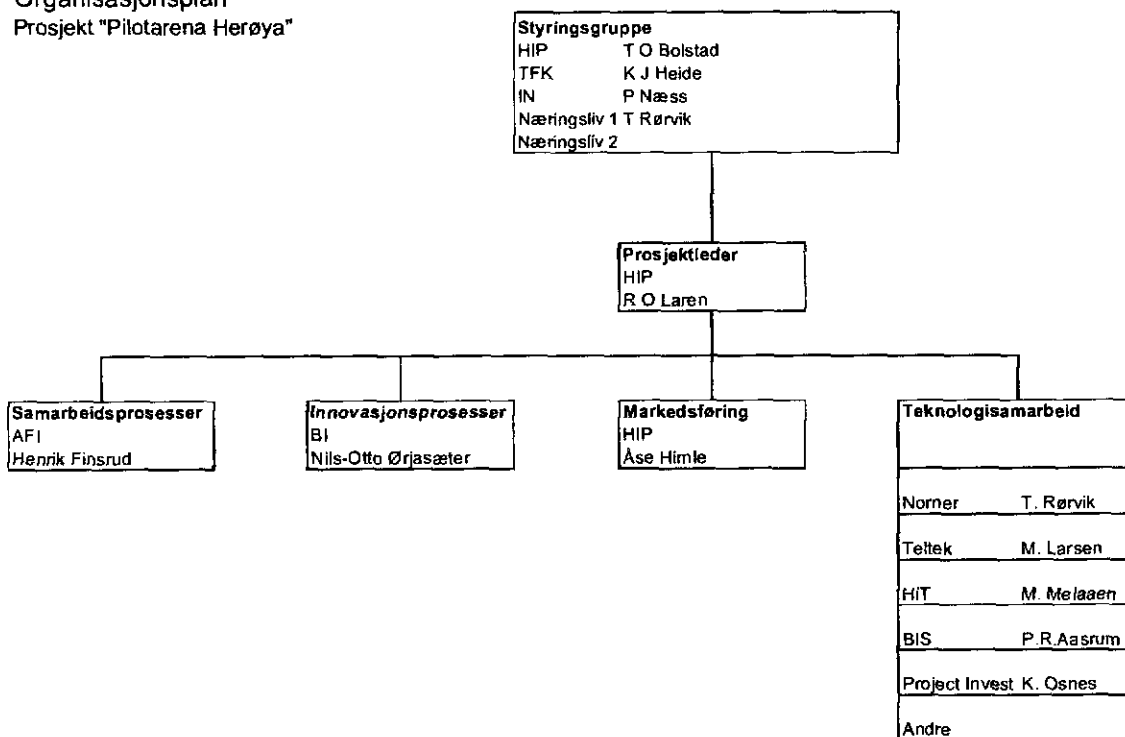 Organisasjonsplan
Prosjekt "Pilotarena Herøya"
Styringsgruppe
HIP T O Bolstad
TFK K J Heide
IN P Næss
Næringsliv 1 T Rørvik
Næringsliv 2
Prosjektleder
HIP
R O Laren
Samarbeidsprosesser
AFI
Henrik Finsrud
Innovasjonsprosesser
BI
Nils-Otto Ørjasæter
Markedsføring
HIP
Åse Himle
Teknologisamarbeid
Norner T. Rørvik
Teltek M. Larsen
HiT M. Melaaen
BIS P.R.Aasrum
Project Invest K. Osnes
Andre